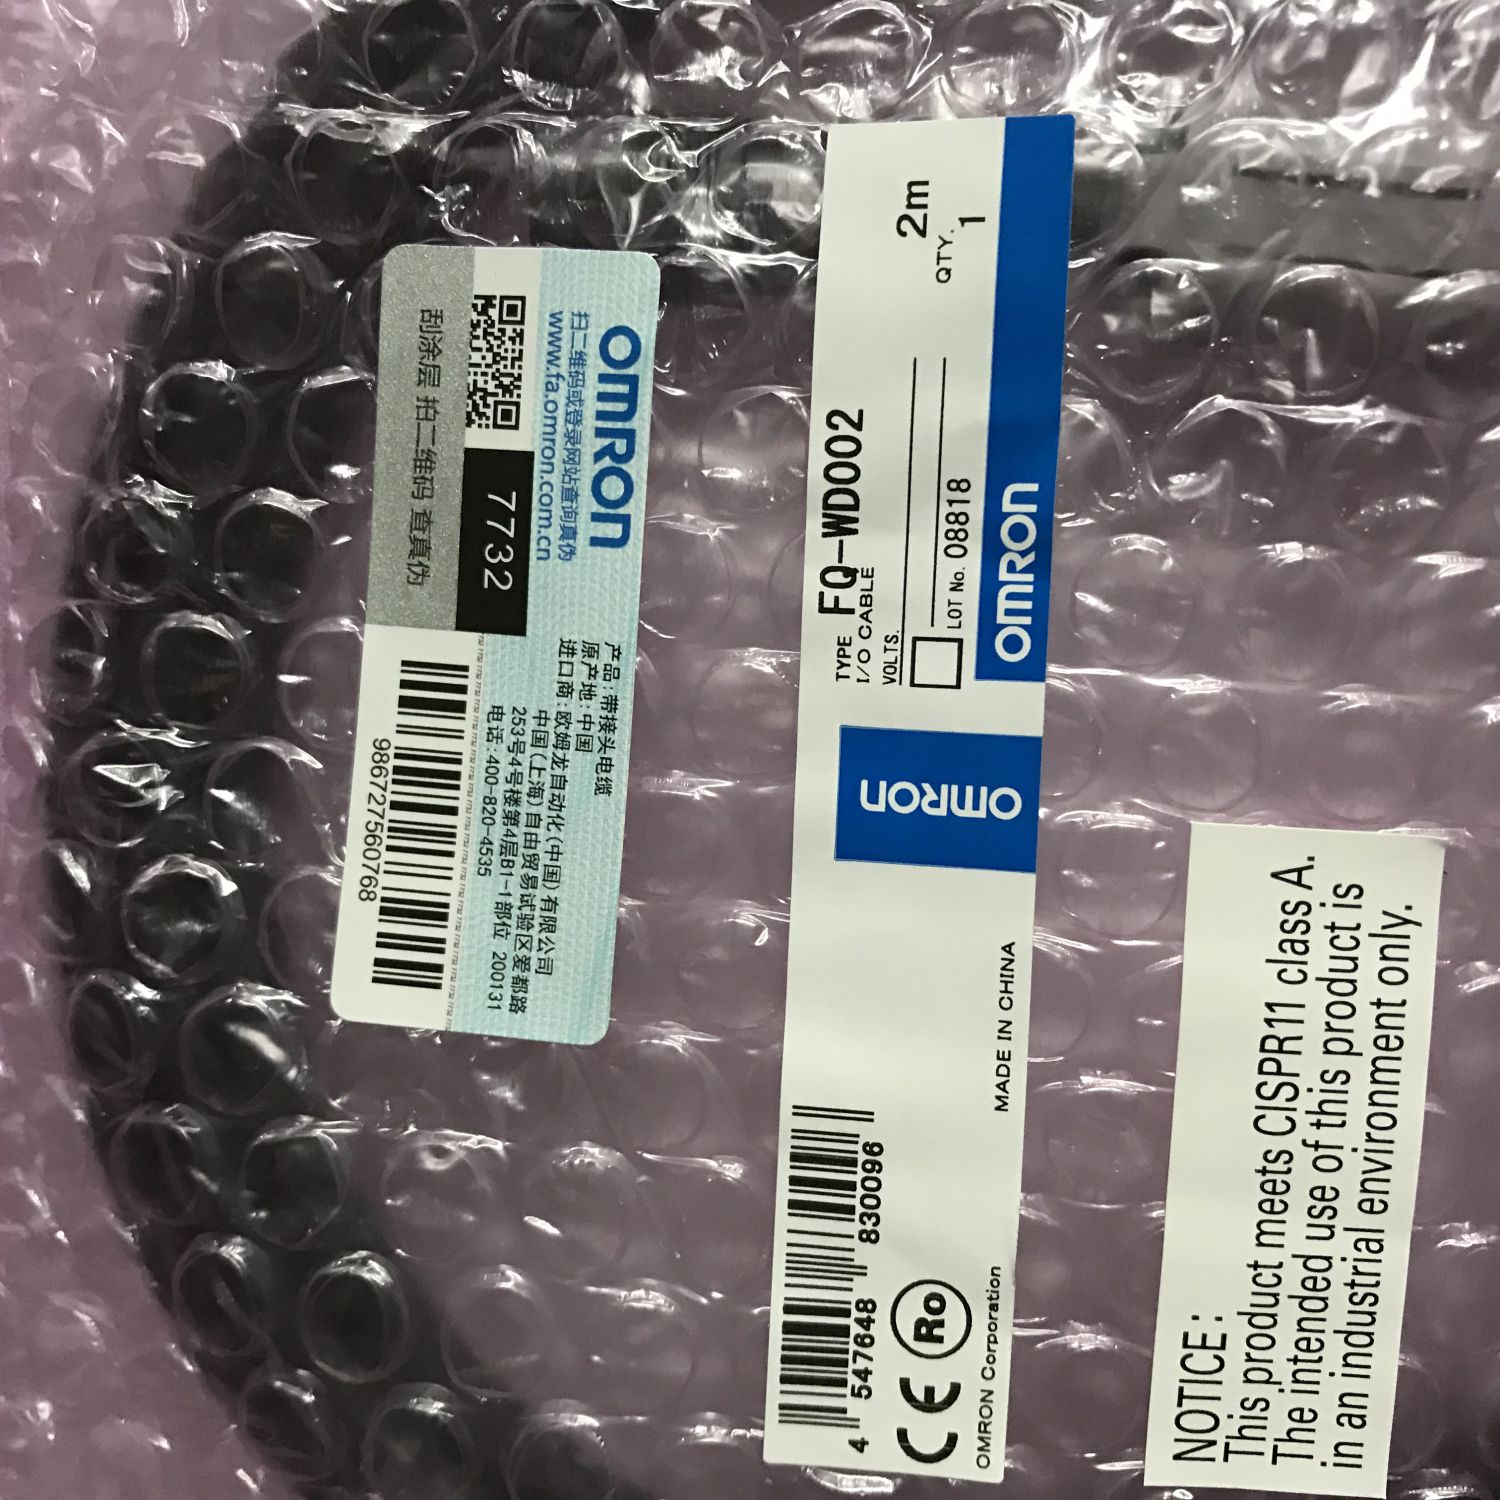 OMRON
扫二维码或登录网站查询真伪
www.fa.omron.com.cn
7732
刮涂层 扫二维码 查真伪
产品:带接头电缆
原产地:中国
进口商:欧姆龙自动化(中国)有限公司
中国(上海)自由贸易试验区爱都路
253号4号楼第4层B1-1部位 200131
电话:400-820-4535
986727560768
TYPE FQ-WD002 2m
I/O CABLE
QTY.
VOLTS.
1
LOT No. 08818
OMRON
OMRON
MADE IN CHINA
4 547648 830096
CE Ro
OMRON Corporation
NOTICE:
This product meets CISPR11 class A.
The intended use of this product is
in an industrial environment only.